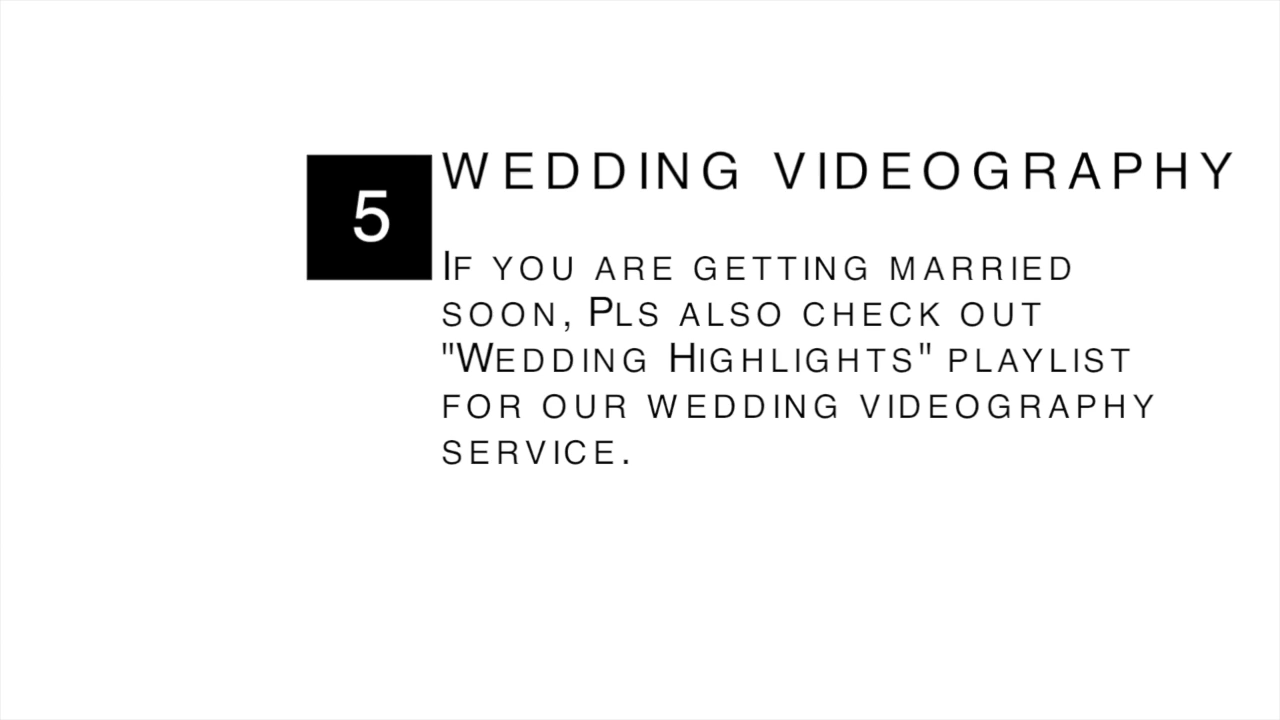 5
WEDDING VIDEOGRAPHY
IF YOU ARE GETTING MARRIED
SOON, PLS ALSO CHECK OUT
"WEDDING HIGHLIGHTS" PLAYLIST
FOR OUR WEDDING VIDEOGRAPHY
SERVICE.